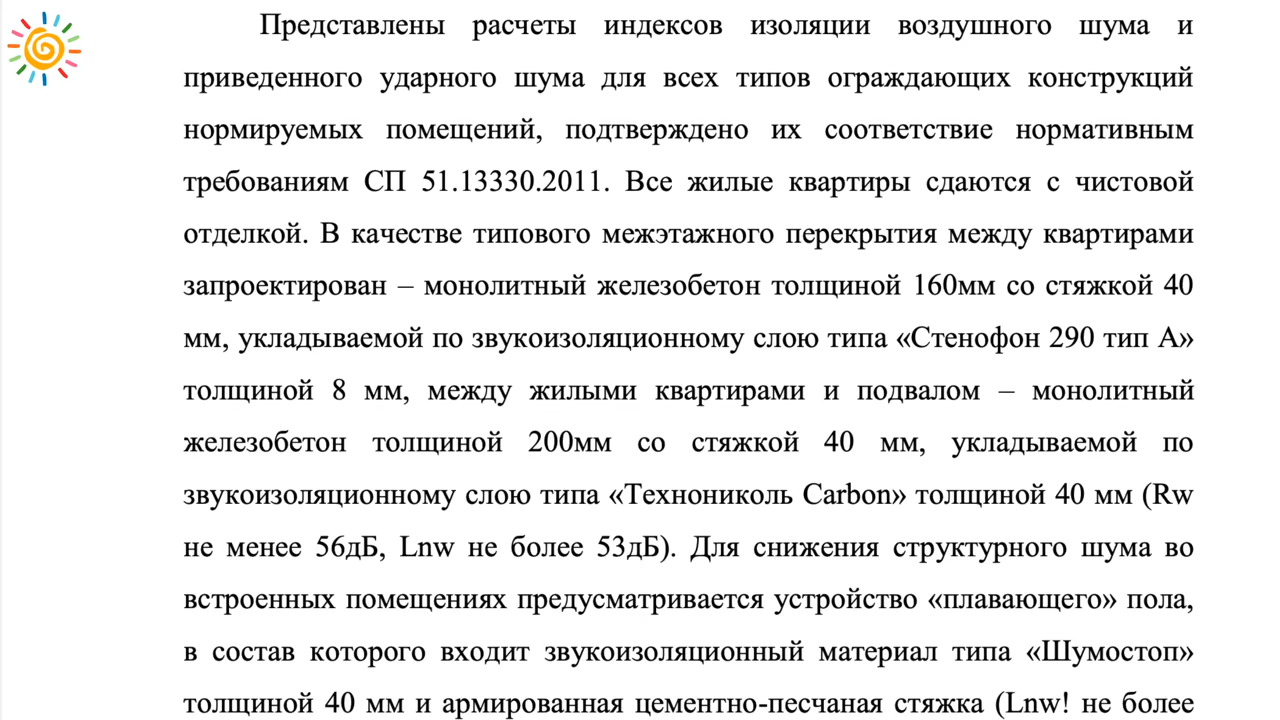 Представлены расчеты индексов изоляции воздушного шума и
приведенного ударного шума для всех типов ограждающих конструкций
нормируемых помещений, подтверждено их соответствие нормативным
требованиям СП 51.13330.2011. Все жилые квартиры сдаются с чистовой
отделкой. В качестве типового межэтажного перекрытия между квартирами
запроектирован – монолитный железобетон толщиной 160мм со стяжкой 40
мм, укладываемой по звукоизоляционному слою типа «Стенофон 290 тип А»
толщиной 8 мм, между жилыми квартирами и подвалом – монолитный
железобетон толщиной 200мм со стяжкой 40 мм, укладываемой по
звукоизоляционному слою типа «Технониколь Carbon» толщиной 40 мм (Rw
не менее 56дБ, Lnw не более 53дБ). Для снижения структурного шума во
встроенных помещениях предусматривается устройство «плавающего» пола,
в состав которого входит звукоизоляционный материал типа «Шумостоп»
толщиной 40 мм и армированная цементно-песчаная стяжка (Lnw! не более